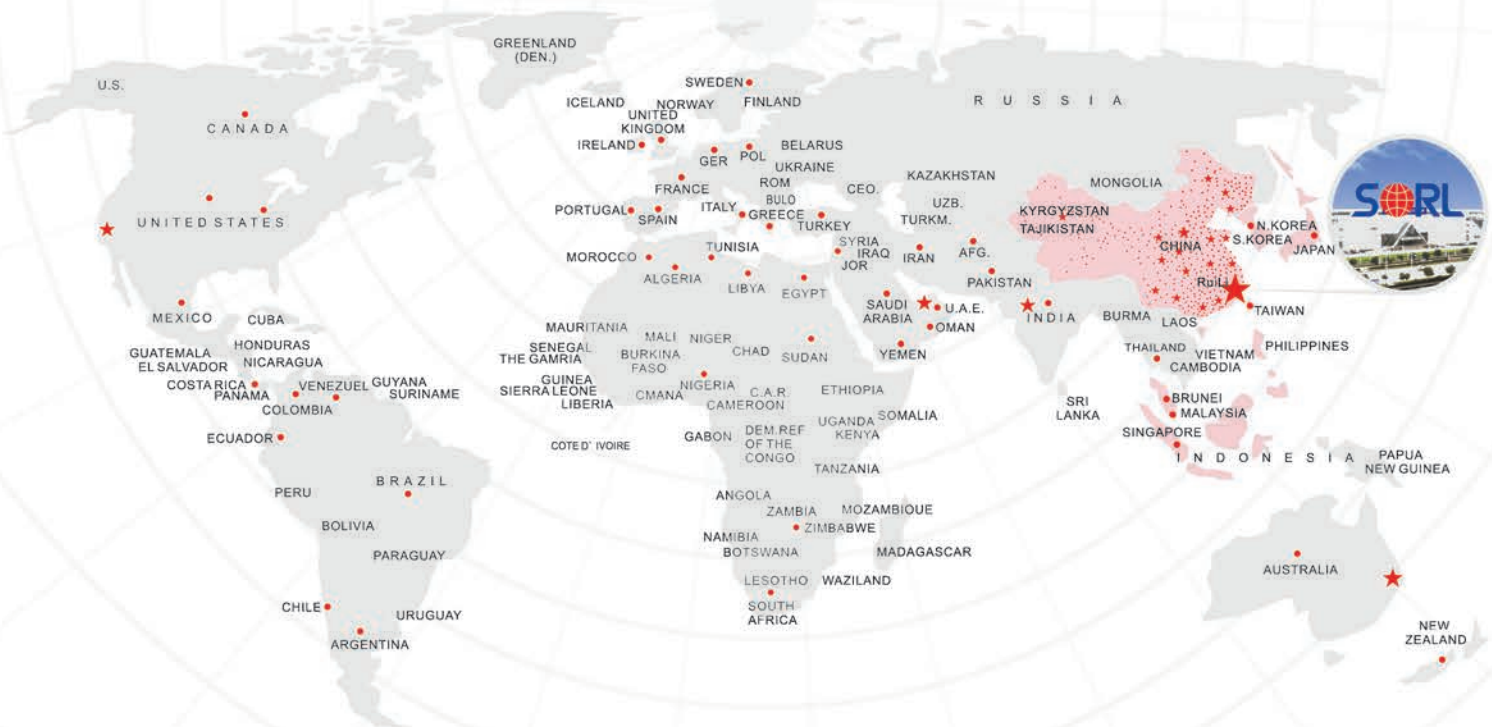 GREENLAND
(DEN.)
U.S.
SWEDEN
ICELAND
NORWAY
FINLAND
R U S S I A
CANADA
UNITED
KINGDOM
IRELAND
GER
POL
BELARUS
UKRAINE
FRANCE
ROM
BULO
CEO.
KAZAKHSTAN
MONGOLIA
SORL
UNITED STATES
PORTUGAL
SPAIN
ITALY
GREECE
TURKEY
UZB.
TURKM.
KYRGYZSTAN
TAJIKISTAN
CHINA
N.KOREA
S.KOREA
JAPAN
MOROCCO
TUNISIA
ALGERIA
LIBYA
EGYPT
SYRIA
IRAQ
JOR
IRAN
AFG.
PAKISTAN
RuiLi
MEXICO
CUBA
SAUDI
ARABIA
U.A.E.
OMAN
YEMEN
INDIA
BURMA
LAOS
TAIWAN
HONDURAS
GUATEMALA
EL SALVADOR
NICARAGUA
COSTA RICA
PANAMA
VENEZUEL
GUYANA
SURINAME
COLOMBIA
ECUADOR
MAURITANIA
MALI
NIGER
SENEGAL
THE GAMRIA
BURKINA
FASO
CHAD
SUDAN
GUINEA
SIERRA LEONE
LIBERIA
CMANA
NIGERIA
C.A.R.
CAMEROON
ETHIOPIA
SOMALIA
UGANDA
KENYA
COTE D' IVOIRE
GABON
DEM.REF
OF THE
CONGO
TANZANIA
THAILAND
VIETNAM
CAMBODIA
PHILIPPINES
SRI
LANKA
BRUNEI
MALAYSIA
SINGAPORE
I N D O N E S I A
PAPUA
NEW GUINEA
PERU
BRAZIL
BOLIVIA
PARAGUAY
CHILE
URUGUAY
ARGENTINA
ANGOLA
ZAMBIA
MOZAMBIOUE
ZIMBABWE
NAMIBIA
BOTSWANA
MADAGASCAR
LESOTHO
WAZILAND
SOUTH
AFRICA
AUSTRALIA
NEW
ZEALAND